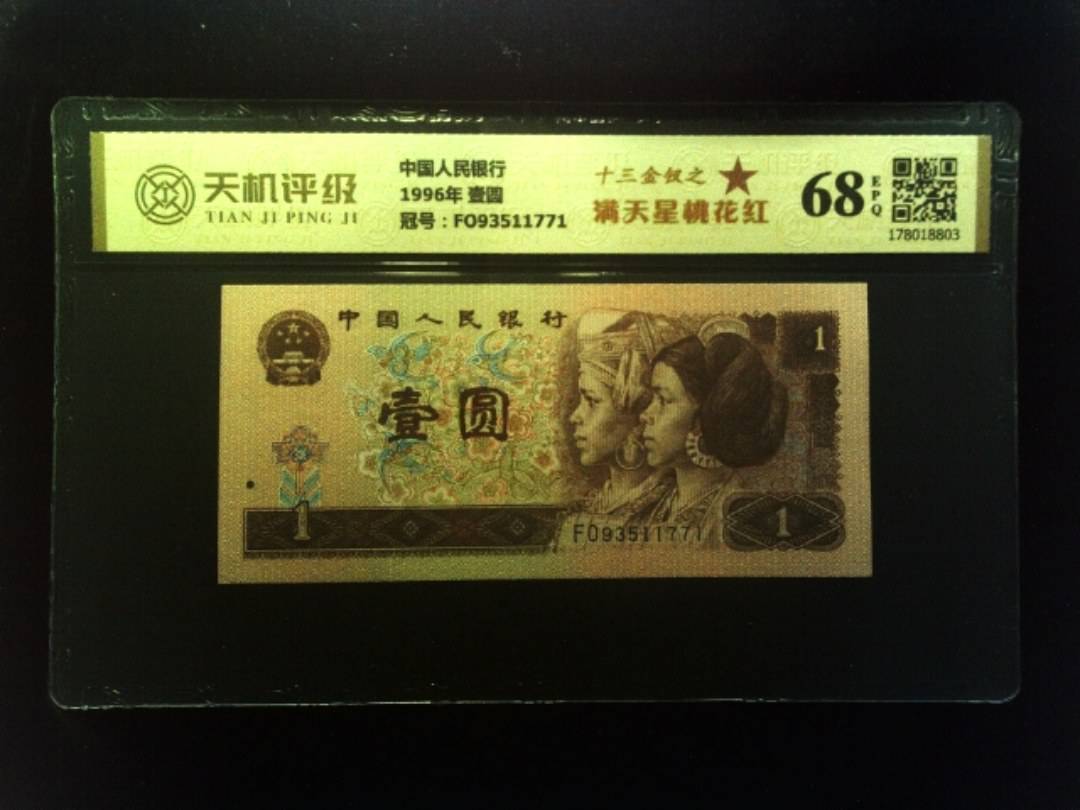 天机评级
TIAN JI PING JI
中国人民银行
1996年 壹圆
冠号：FO93511771
十三金钗之
满天星桃花红
68
EPQ
178018803
中国人民银行
1
壹圆
1
FO93511771
1